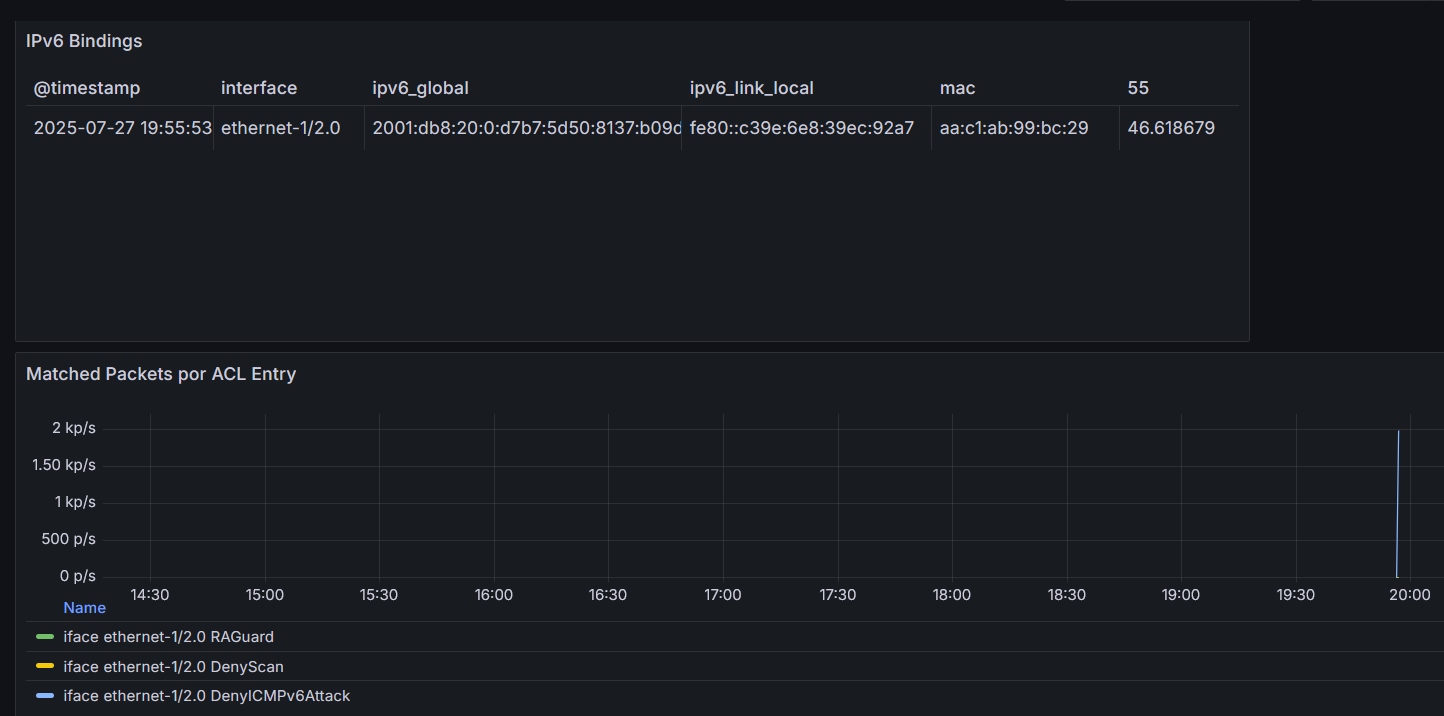 IPv6 Bindings
@timestamp interface ipv6_global ipv6_link_local mac 55
2025-07-27 19:55:53 ethernet-1/2.0 2001:db8:20:0:d7b7:5d50:8137:b09d fe80::c39e:6e8:39ec:92a7 aa:c1:ab:99:bc:29 46.618679
Matched Packets por ACL Entry
2 kp/s
1.50 kp/s
1 kp/s
500 p/s
0 p/s
14:30 15:00 15:30 16:00 16:30 17:00 17:30 18:00 18:30 19:00 19:30 20:00
Name
iface ethernet-1/2.0 RAGuard
iface ethernet-1/2.0 DenyScan
iface ethernet-1/2.0 DenyICMPv6Attack